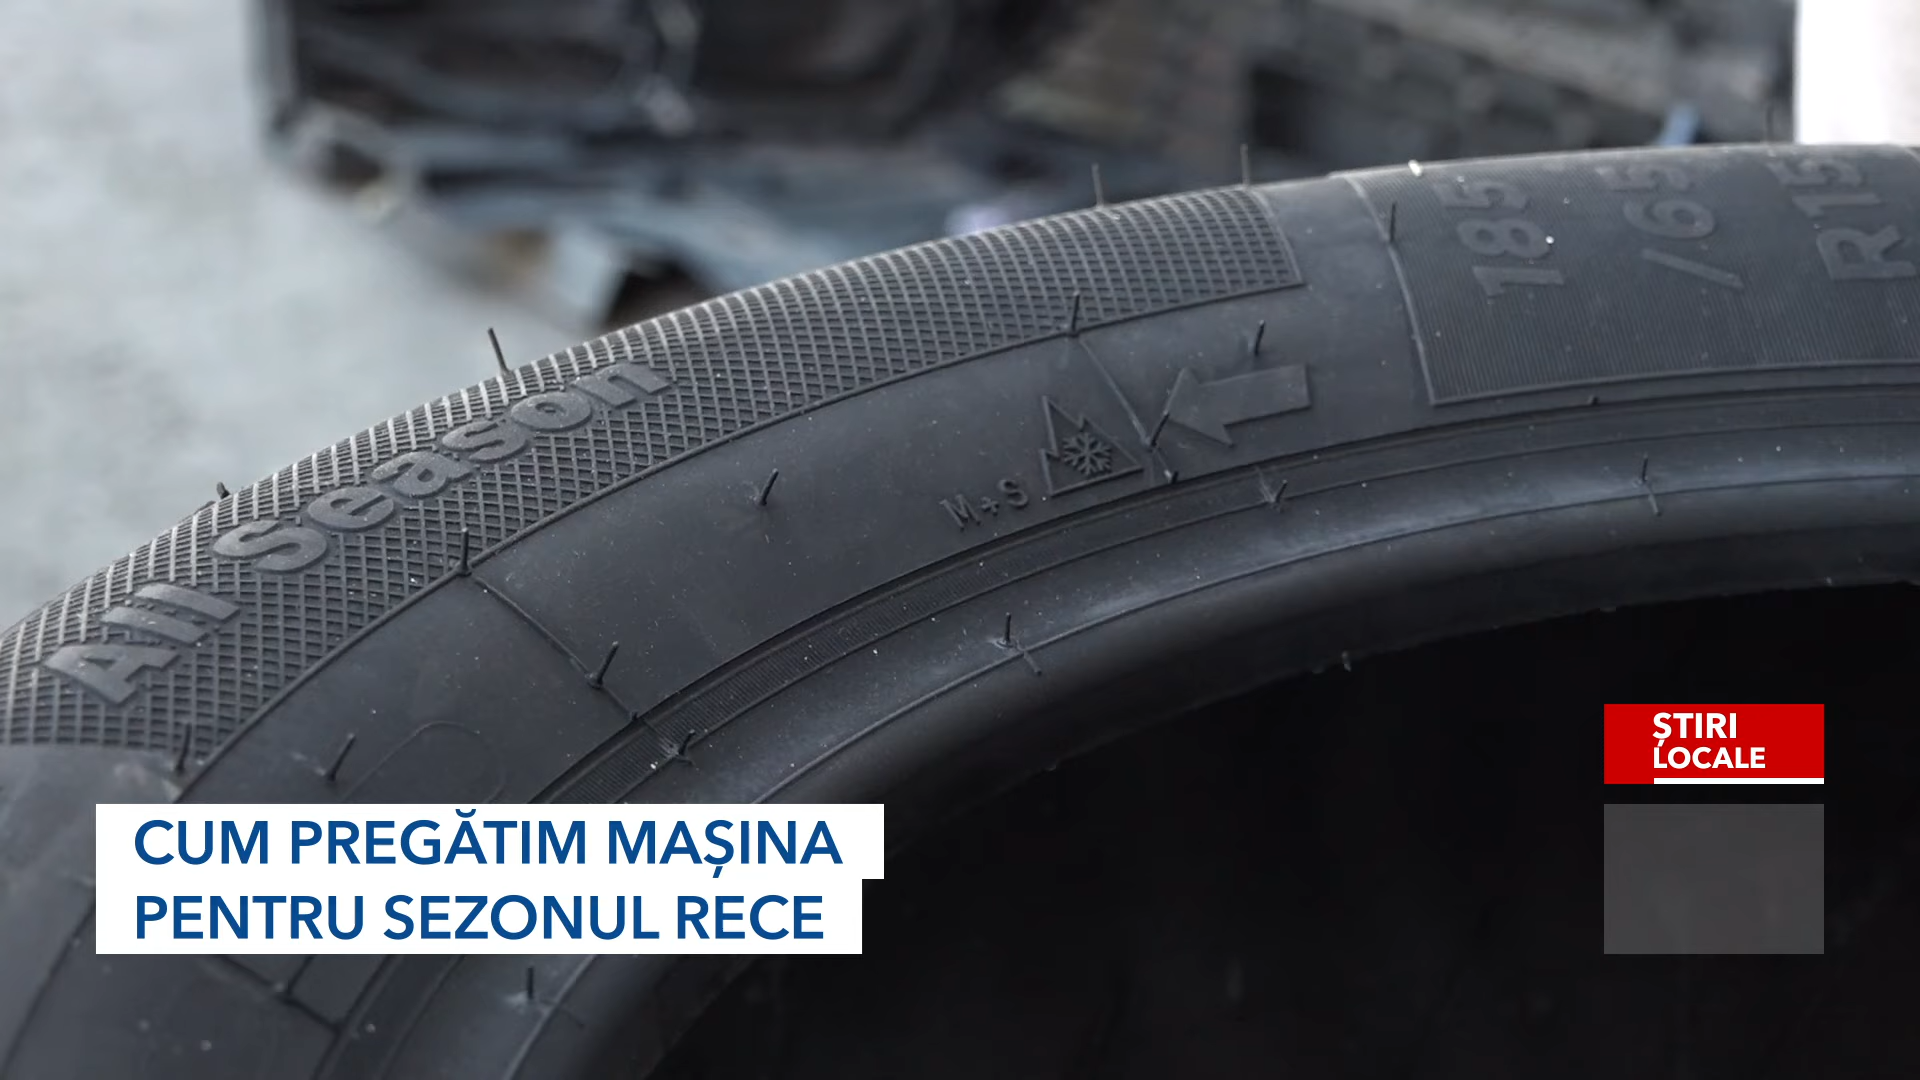 185
/65
R15
All Season
M+S
ȘTIRI
LOCALE
CUM PREGĂTIM MAȘINA
PENTRU SEZONUL RECE